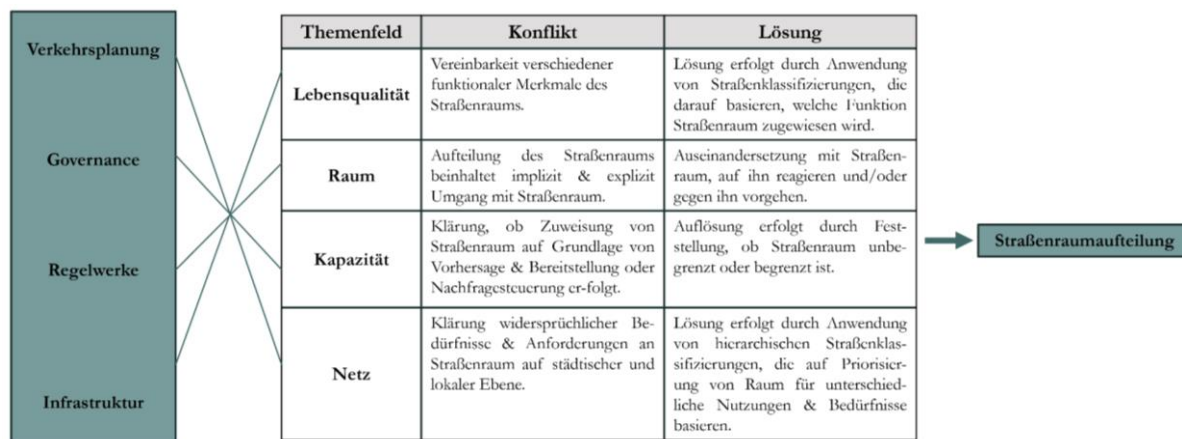 Verkehrsplanung
Governance
Regelwerke
Infrastruktur
Themenfeld
Konflikt
Lösung
Lebensqualität
Vereinbarkeit verschiedener
funktionaler Merkmale des
Straßenraums.
Lösung erfolgt durch Anwendung
von Straßenklassifizierungen, die
darauf basieren, welche Funktion
Straßenraum zugewiesen wird.
Raum
Aufteilung des Straßenraums
beinhaltet implizit & explizit
Umgang mit Straßenraum.
Auseinandersetzung mit Straßen-
raum, auf ihn reagieren und/oder
gegen ihn vorgehen.
Kapazität
Klärung, ob Zuweisung von
Straßenraum auf Grundlage von
Vorhersage & Bereitstellung oder
Nachfragesteuerung er-folgt.
Auflösung erfolgt durch Fest-
stellung, ob Straßenraum unbe-
grenzt oder begrenzt ist.
Netz
Klärung widersprüchlicher Be-
dürfnisse & Anforderungen an
Straßenraum auf städtischer und
lokaler Ebene.
Lösung erfolgt durch Anwendung
von hierarchischen Straßenklas-
sifizierungen, die auf Priorisier-
ung von Raum für unterschied-
liche Nutzungen & Bedürfnisse
basieren.
Straßenraumaufteilung